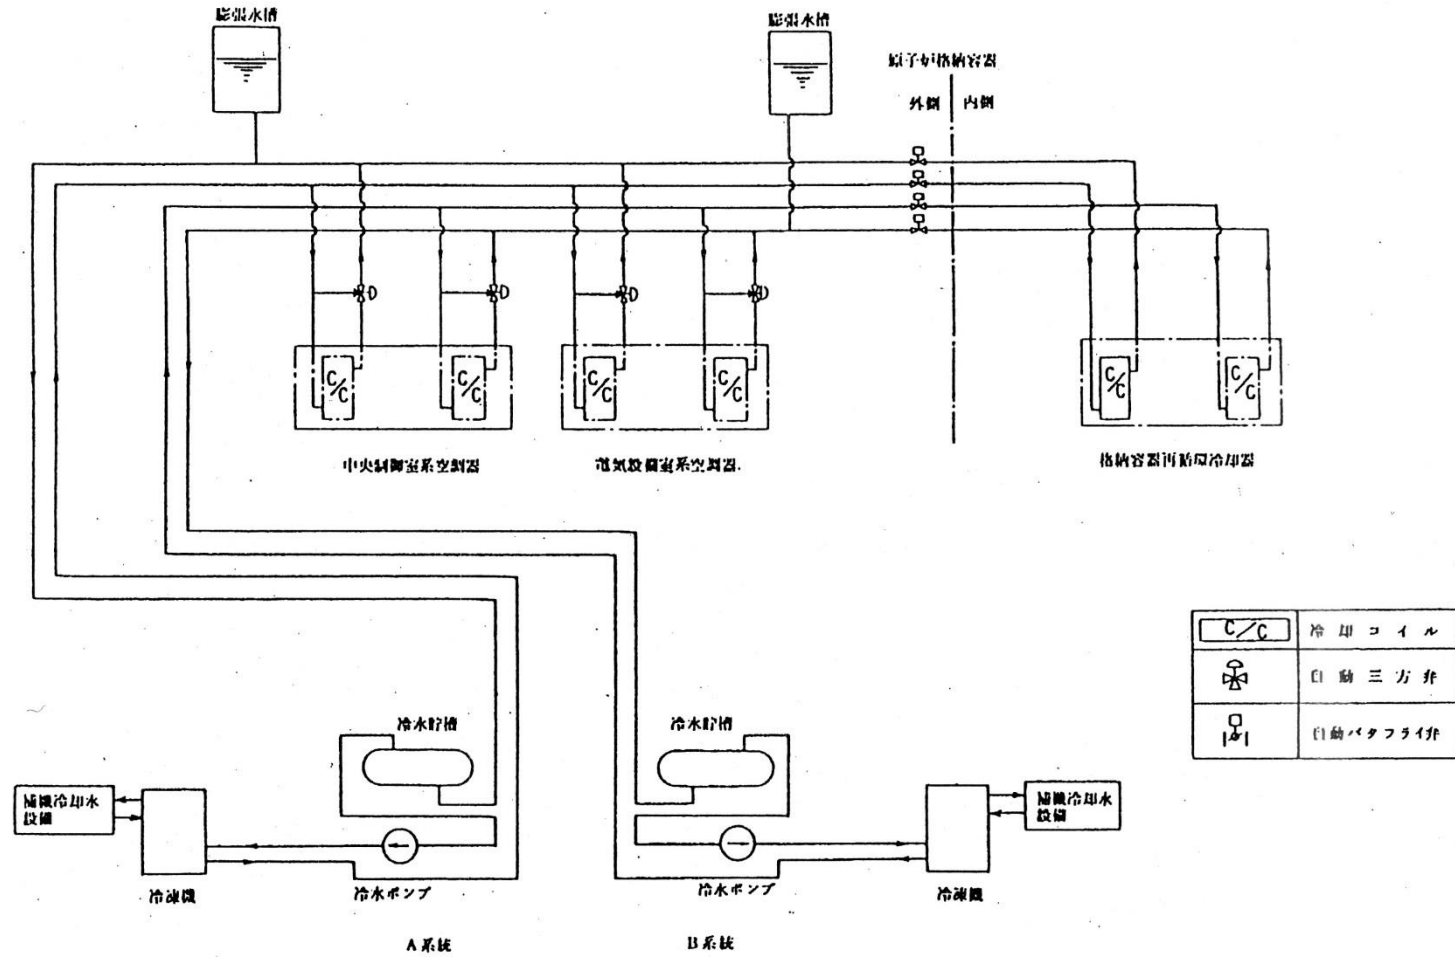 膨張水槽
膨張水槽
原子炉格納容器
外側
内側
C/C
C/C
C/C
C/C
C/C
C/C
中央制御室系空調器
電気設備室系空調器
格納容器再循環冷却器
C/C
冷却コイル
自動三方弁
自動バタフライ弁
冷水貯槽
冷水貯槽
補機冷却水
設備
補機冷却水
設備
冷凍機
冷水ポンプ
冷水ポンプ
冷凍機
A系統
B系統